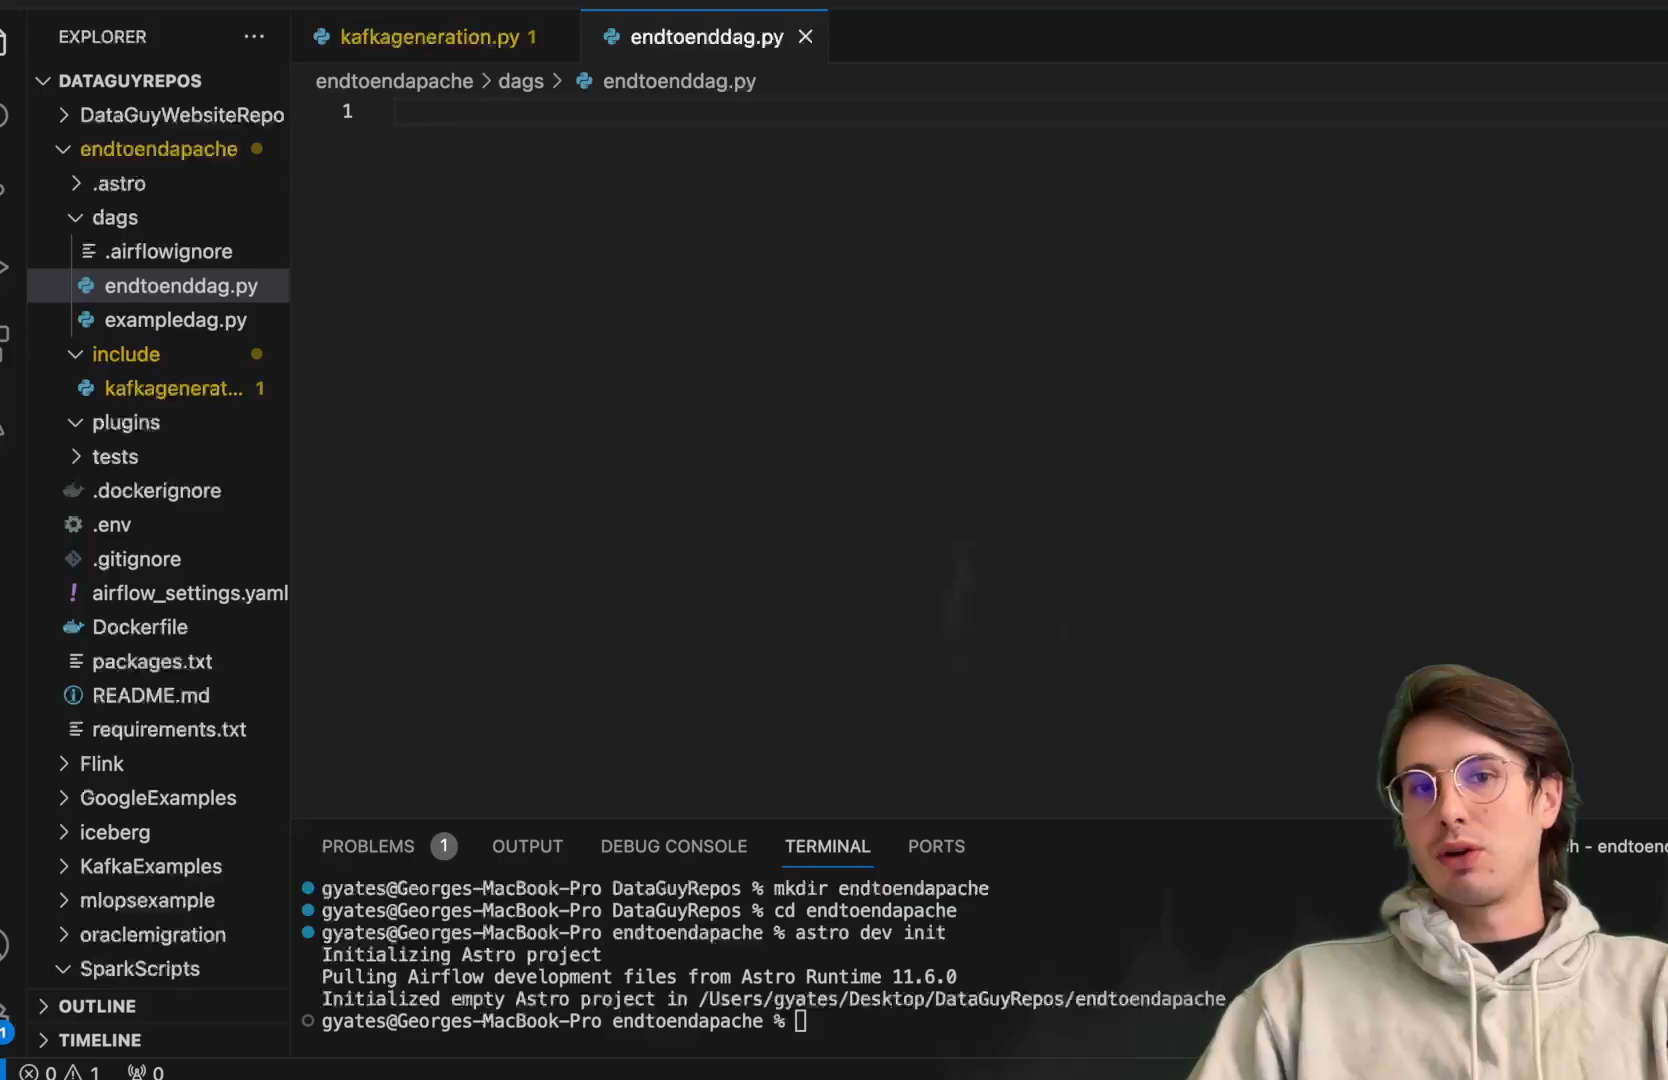 EXPLORER
DATAGUYREPOS
DataGuyWebsiteRepo
endtoendapache
.astro
dags
.airflowignore
endtoenddag.py
exampledag.py
include
kafkagenerat... 1
plugins
tests
.dockerignore
.env
.gitignore
airflow_settings.yaml
Dockerfile
packages.txt
README.md
requirements.txt
Flink
GoogleExamples
iceberg
KafkaExamples
mlopsexample
oraclemigration
SparkScripts
OUTLINE
TIMELINE
1
0 1 0
kafkageneration.py 1
endtoenddag.py
endtoendapache > dags > endtoenddag.py
1
PROBLEMS 1 OUTPUT DEBUG CONSOLE TERMINAL PORTS
h - endtoend
gyates@Georges-MacBook-Pro DataGuyRepos % mkdir endtoendapache
gyates@Georges-MacBook-Pro DataGuyRepos % cd endtoendapache
gyates@Georges-MacBook-Pro endtoendapache % astro dev init
Initializing Astro project
Pulling Airflow development files from Astro Runtime 11.6.0
Initialized empty Astro project in /Users/gyates/Desktop/DataGuyRepos/endtoendapache
gyates@Georges-MacBook-Pro endtoendapache %